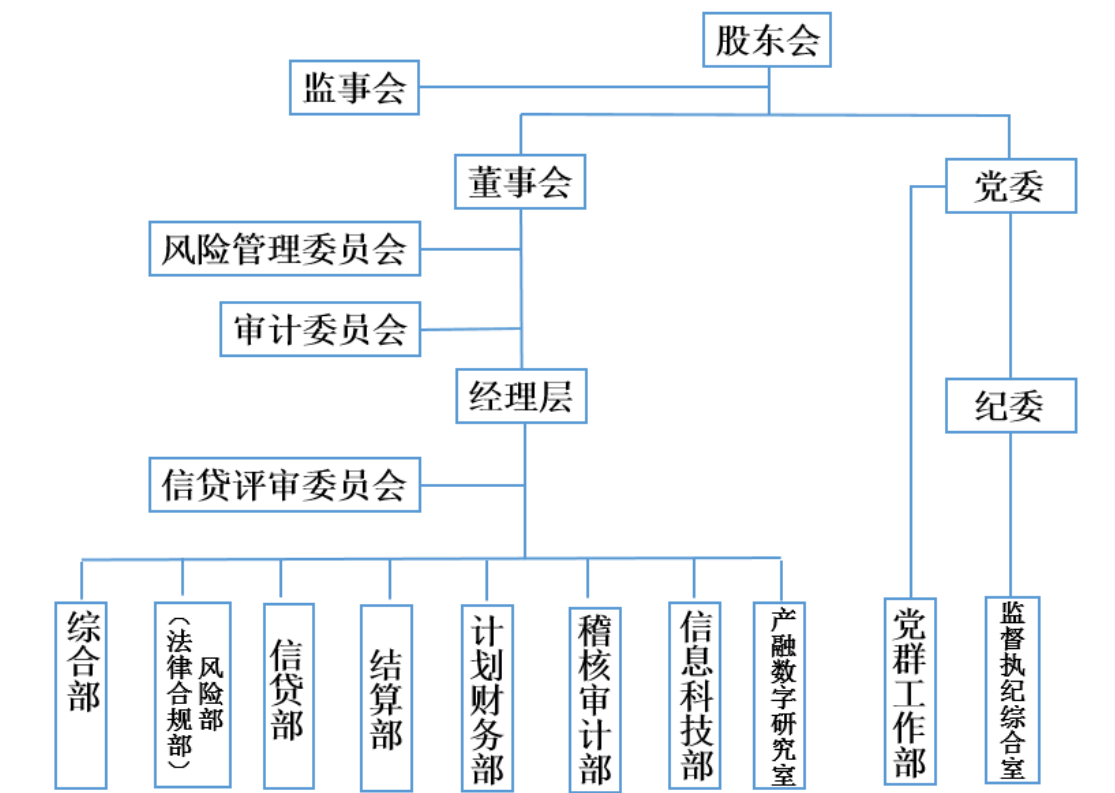 股东会
监事会
董事会
党委
风险管理委员会
审计委员会
经理层
纪委
信贷评审委员会
综合部
风险部
（法律合规部）
信贷部
结算部
计划财务部
稽核审计部
信息科技部
产融数字研究室
党群工作部
监督执纪综合室